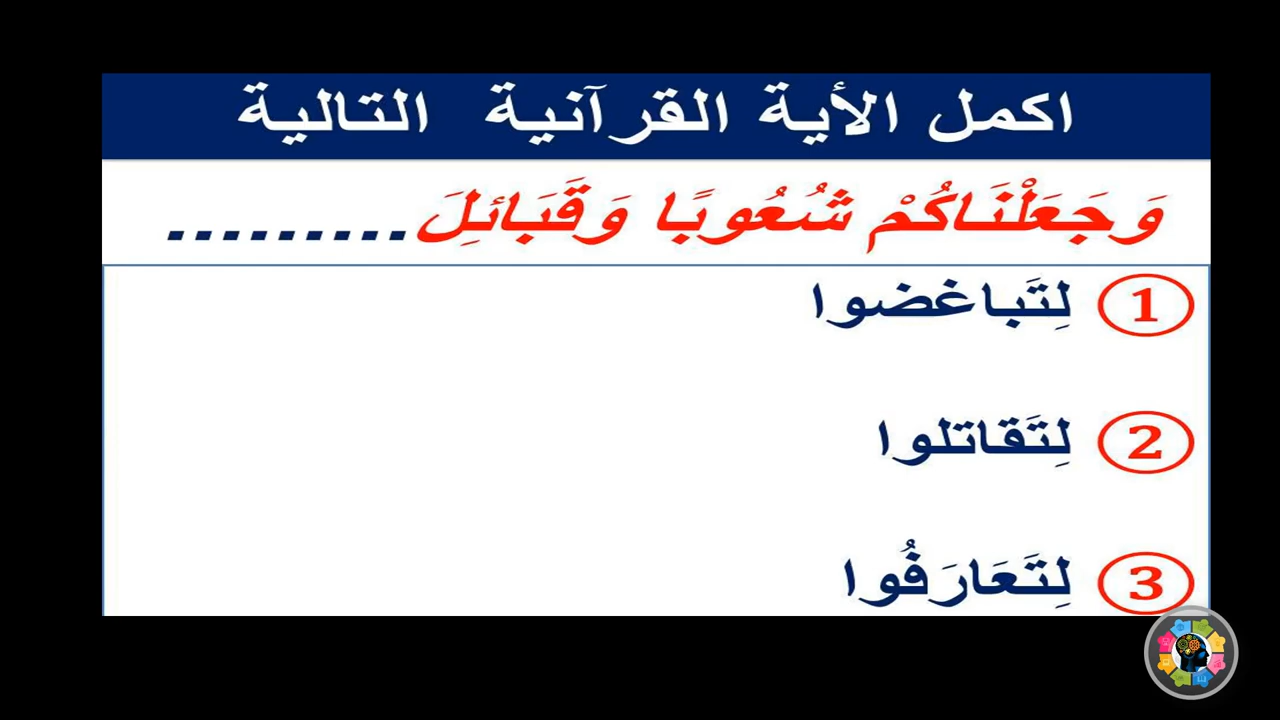 اكمل الأية القرآنية التالية
وَجَعَلْنَاكُمْ شُعُوبًا وَقَبَائِلَ.........
1 لِتَباغضوا
2 لِتَقاتلوا
3 لِتَعَارَفُوا